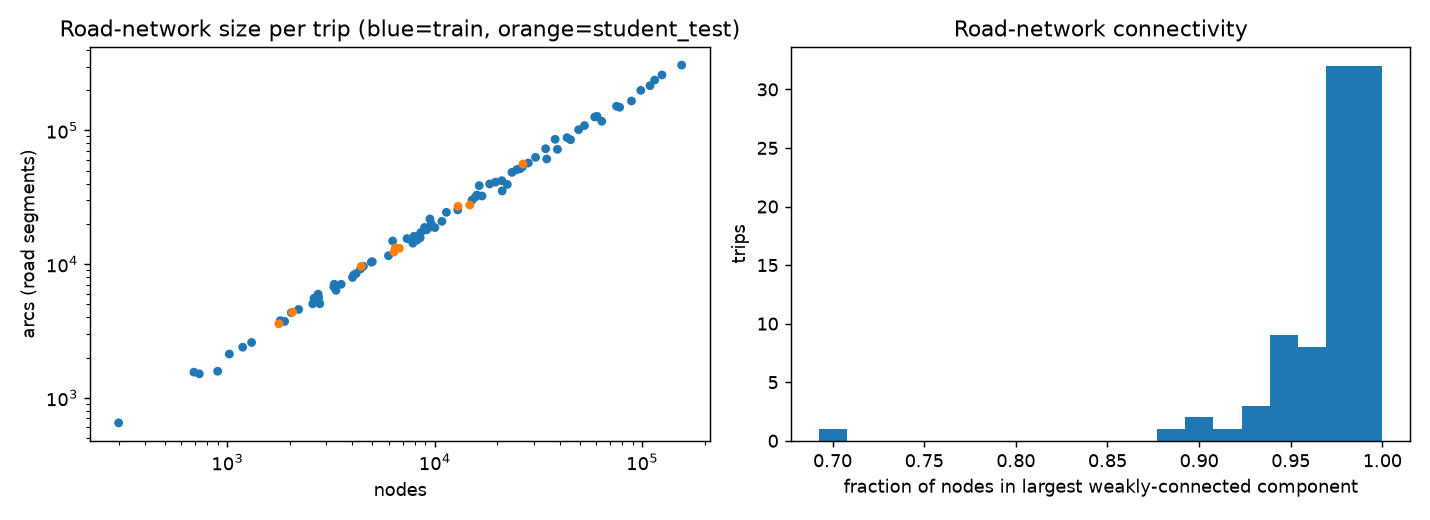 Road-network size per trip (blue=train, orange=student_test)
arcs (road segments)
10^5
10^4
10^3
10^3 10^4 10^5
nodes
Road-network connectivity
trips
30
25
20
15
10
5
0
0.70 0.75 0.80 0.85 0.90 0.95 1.00
fraction of nodes in largest weakly-connected component